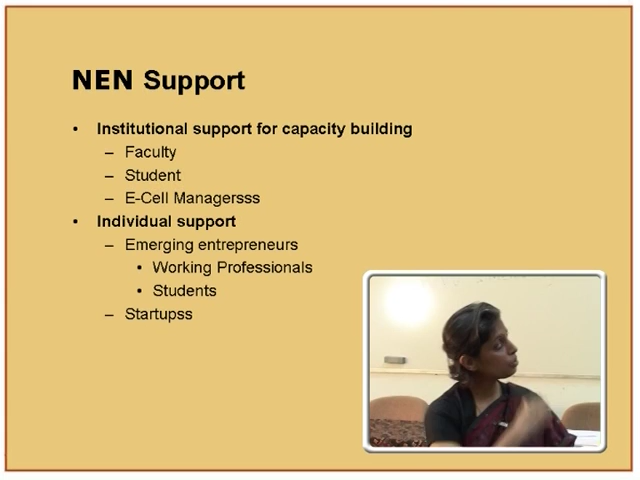 NEN Support
• Institutional support for capacity building
– Faculty
– Student
– E-Cell Managersss
• Individual support
– Emerging entrepreneurs
• Working Professionals
• Students
– Startupss